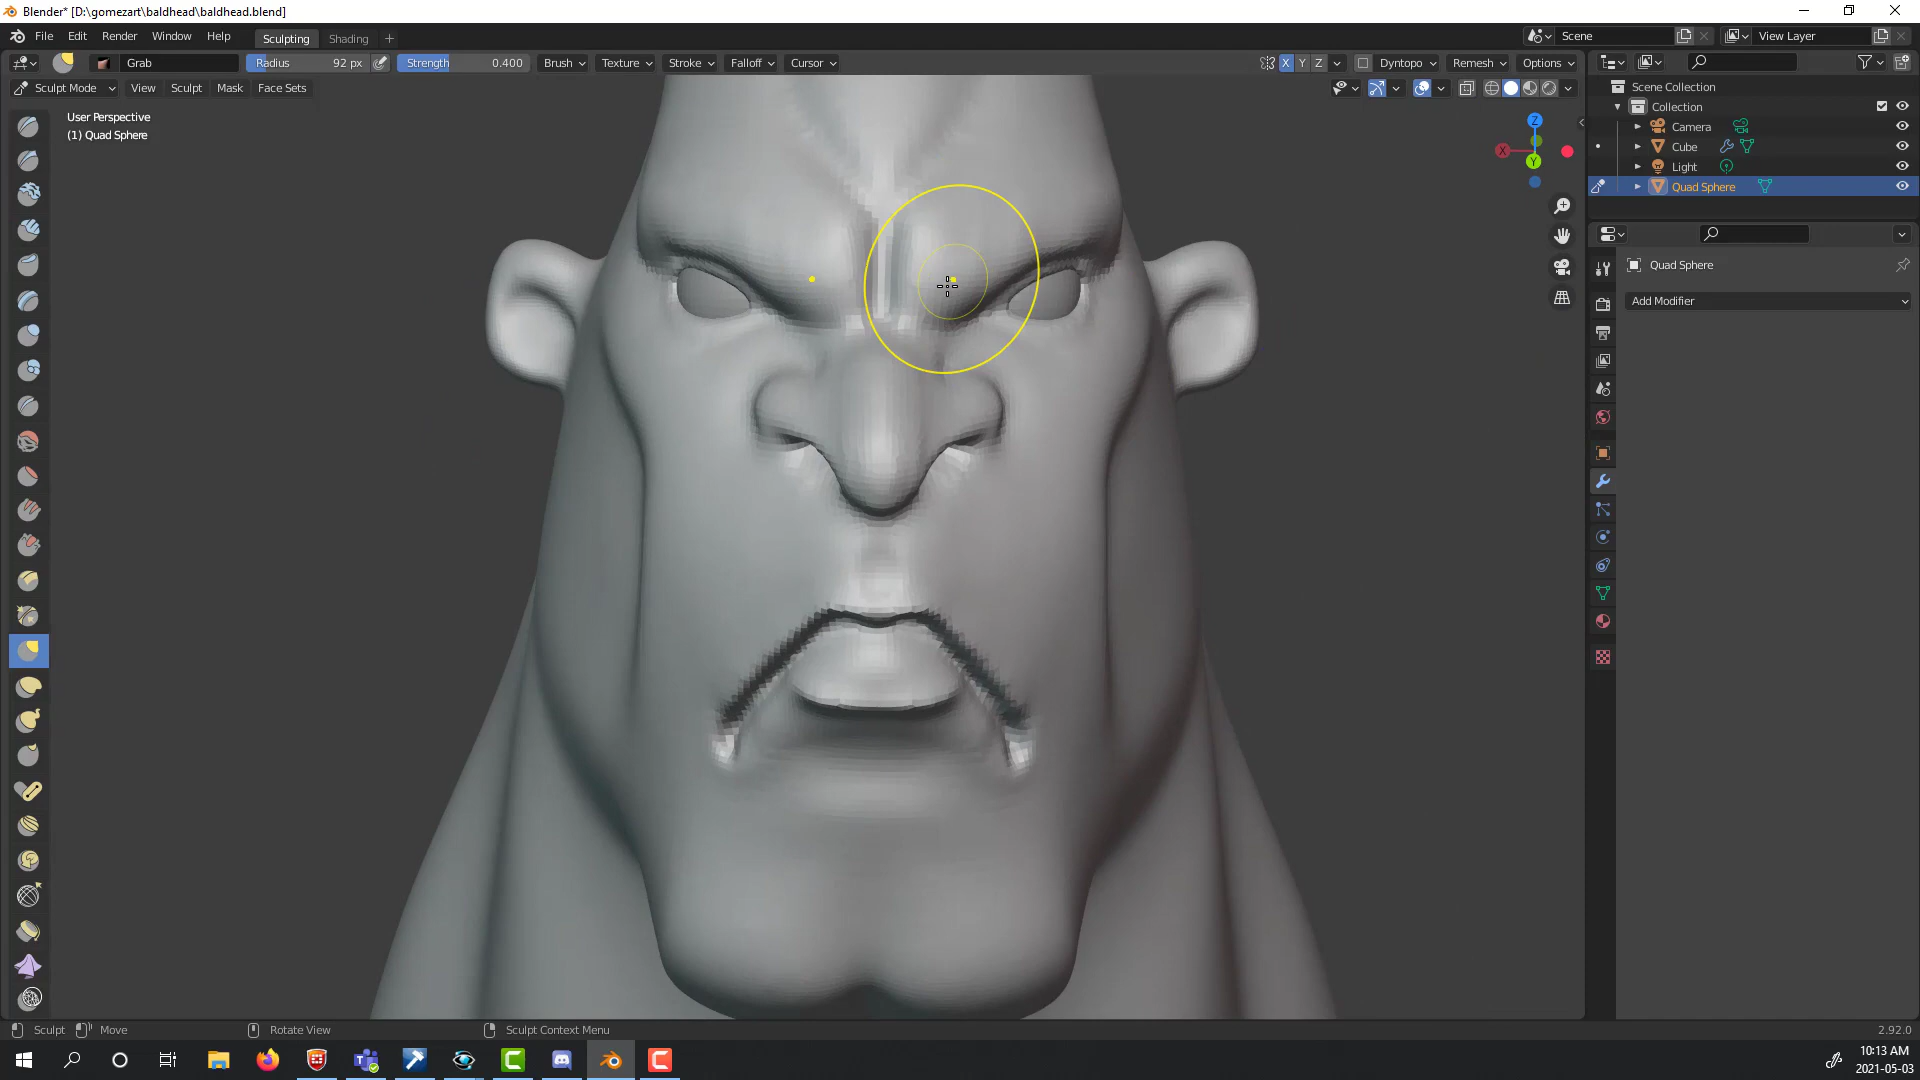 Blender* [D:\gomezart\baldhead\baldhead.blend]
File Edit Render Window Help Sculpting Shading + Scene View Layer
Grab Radius 92 px Strength 0.400 Brush Texture Stroke Falloff Cursor X Y Z Dyntopo Remesh Options
Sculpt Mode View Sculpt Mask Face Sets
User Perspective
(1) Quad Sphere
Z
X
Y
Scene Collection
Collection
Camera
Cube
Light
Quad Sphere
Quad Sphere
Add Modifier
Sculpt Move Rotate View Sculpt Context Menu 2.92.0
10:13 AM
2021-05-03